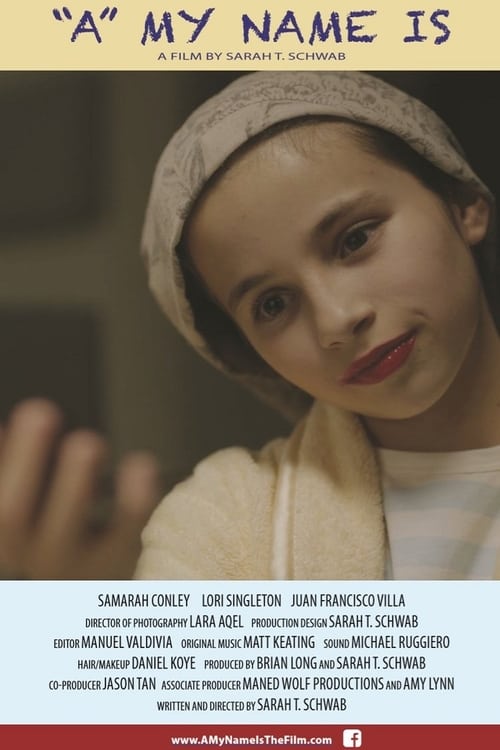 "A" MY NAME IS
A FILM BY SARAH T. SCHWAB
SAMARAH CONLEY LORI SINGLETON JUAN FRANCISCO VILLA
DIRECTOR OF PHOTOGRAPHY LARA AQEL PRODUCTION DESIGN SARAH T. SCHWAB
EDITOR MANUEL VALDIVIA ORIGINAL MUSIC MATT KEATING SOUND MICHAEL RUGGIERO
HAIR/MAKEUP DANIEL KOYE PRODUCED BY BRIAN LONG AND SARAH T. SCHWAB
CO-PRODUCER JASON TAN ASSOCIATE PRODUCER MANED WOLF PRODUCTIONS AND AMY LYNN
WRITTEN AND DIRECTED BY SARAH T. SCHWAB
www.AMyNameIsTheFilm.com f